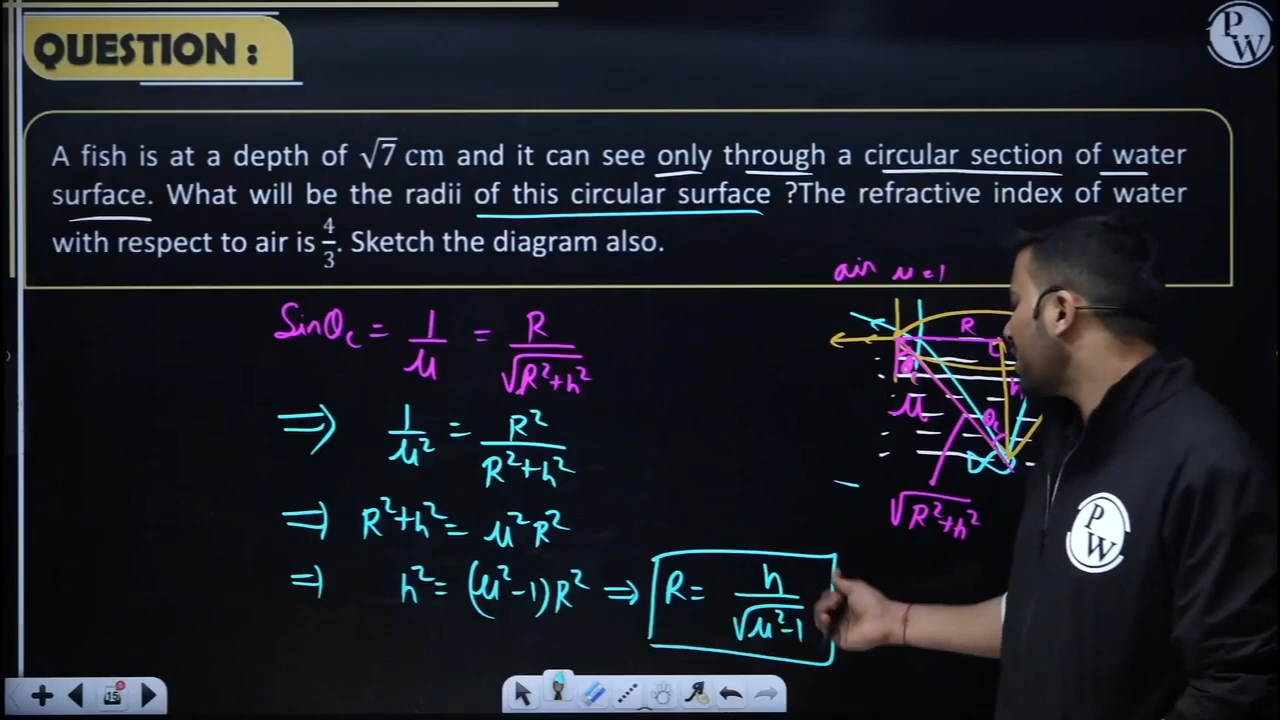 QUESTION :
PW
A fish is at a depth of √7 cm and it can see only through a circular section of water
surface. What will be the radii of this circular surface ?The refractive index of water
with respect to air is 4/3. Sketch the diagram also.
air μ=1
Sinθc = 1/μ = R/√(R²+h²)
R
h
μ
θc
⇒ 1/μ² = R²/(R²+h²)
⇒ R²+h² = μ²R²
√(R²+h²)
⇒ h² = (μ²-1)R² ⇒ R = h/√(μ²-1)
PW
15